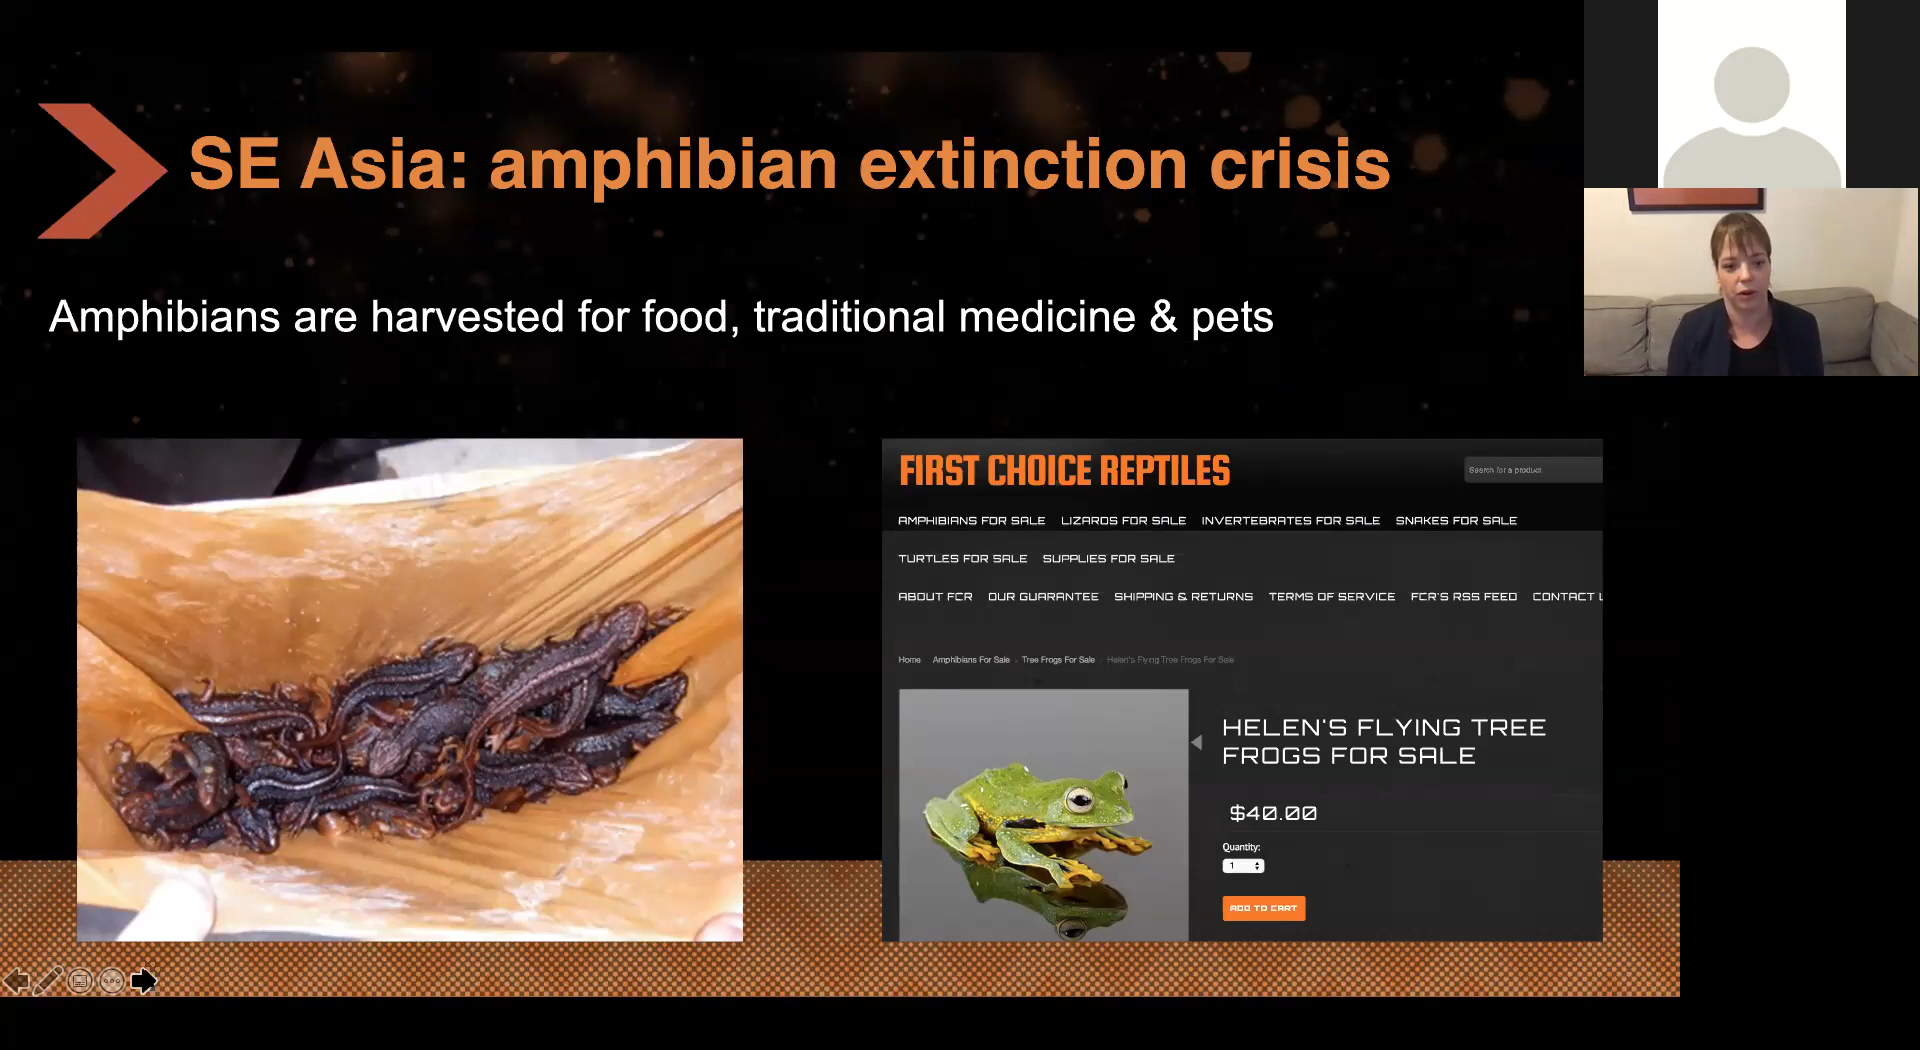 SE Asia: amphibian extinction crisis
Amphibians are harvested for food, traditional medicine & pets
FIRST CHOICE REPTILES
Search for a product
AMPHIBIANS FOR SALE LIZARDS FOR SALE INVERTEBRATES FOR SALE SNAKES FOR SALE
TURTLES FOR SALE SUPPLIES FOR SALE
ABOUT FCR OUR GUARANTEE SHIPPING & RETURNS TERMS OF SERVICE FCR'S RSS FEED CONTACT
Home Amphibians For Sale Tree Frogs For Sale Helen's Flying Tree Frogs For Sale
HELEN'S FLYING TREE
FROGS FOR SALE
$40.00
Quantity:
1
ADD TO CART